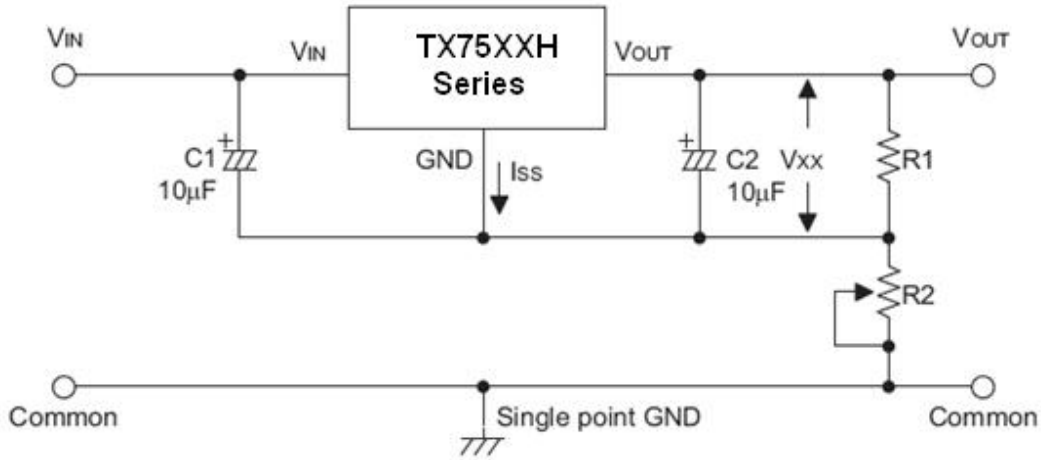 VIN
VIN
TX75XXH
Series
VOUT
VOUT
+
C1
10μF
GND
ISS
+
C2
10μF
VXX
R1
R2
Common
Single point GND
Common